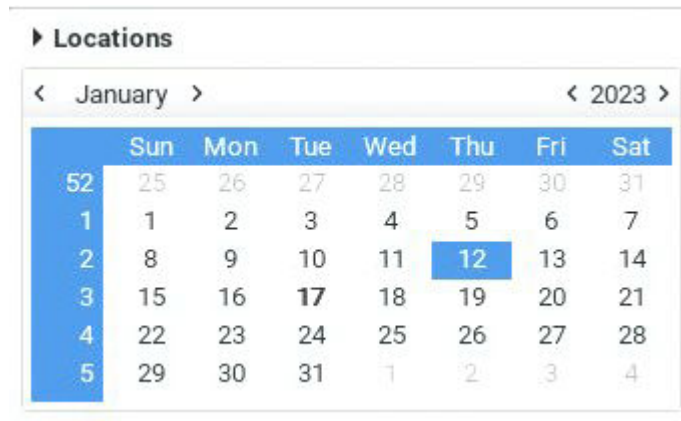 Locations
January 2023
Sun Mon Tue Wed Thu Fri Sat
52 25 26 27 28 29 30 31
1 1 2 3 4 5 6 7
2 8 9 10 11 12 13 14
3 15 16 17 18 19 20 21
4 22 23 24 25 26 27 28
5 29 30 31 1 2 3 4